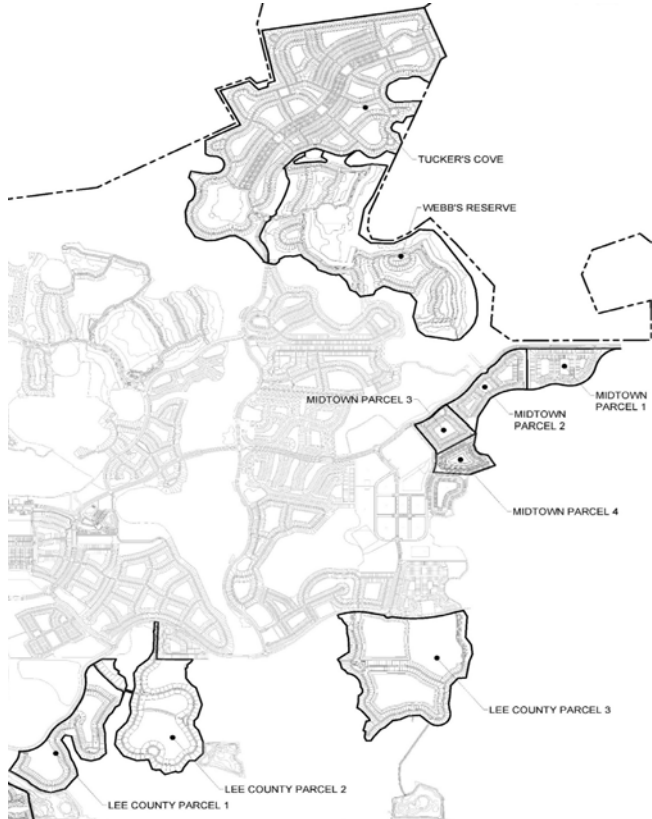 TUCKER'S COVE
WEBB'S RESERVE
MIDTOWN PARCEL 3
MIDTOWN
PARCEL 1
MIDTOWN
PARCEL 2
MIDTOWN PARCEL 4
LEE COUNTY PARCEL 3
LEE COUNTY PARCEL 2
LEE COUNTY PARCEL 1